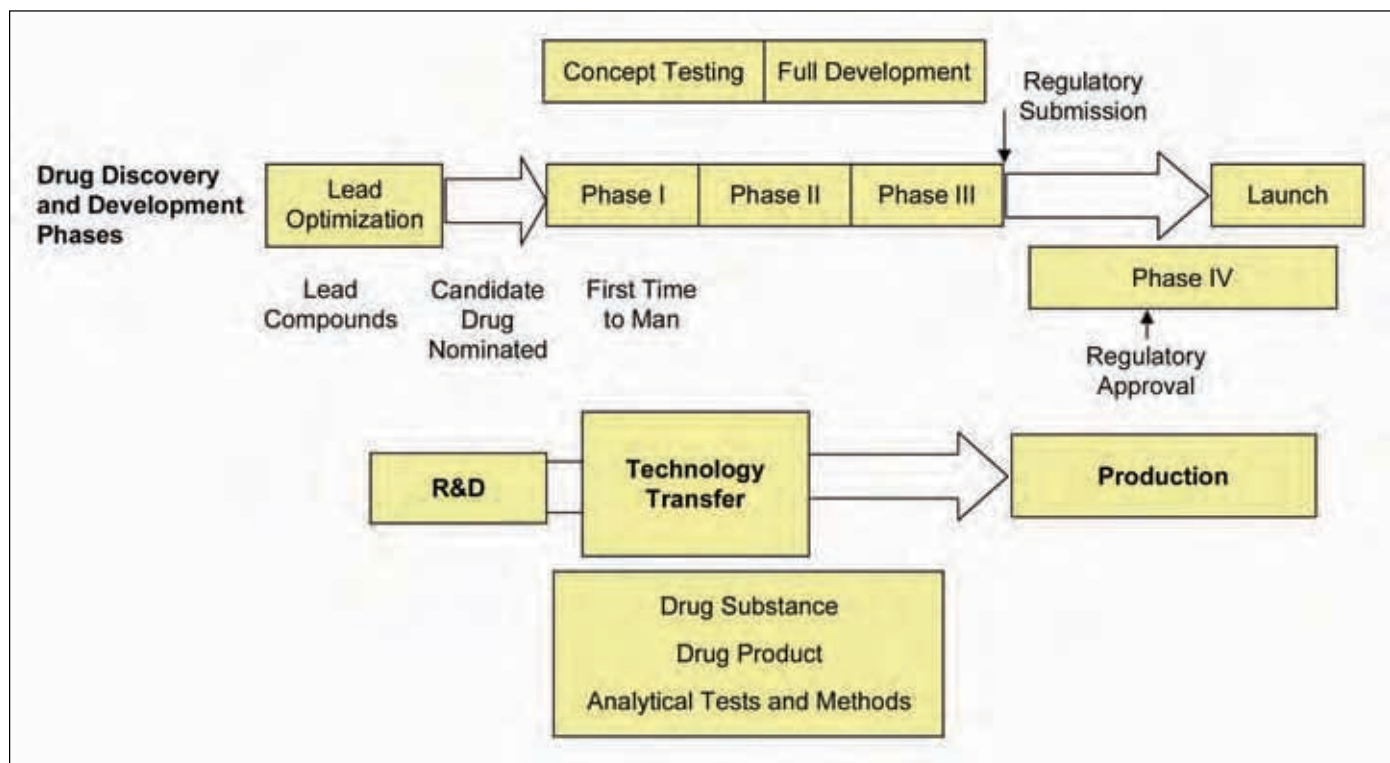 Concept Testing
Full Development
Regulatory
Submission
Drug Discovery
and Development
Phases
Lead
Optimization
Phase I
Phase II
Phase III
Launch
Phase IV
Lead
Compounds
Candidate
Drug
Nominated
First Time
to Man
Regulatory
Approval
R&D
Technology
Transfer
Production
Drug Substance
Drug Product
Analytical Tests and Methods